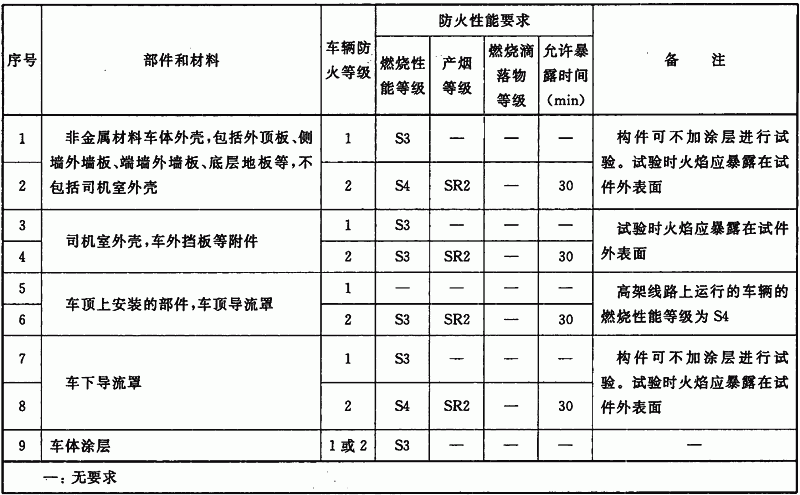 序号 部件和材料 车辆防火等级 防火性能要求 备 注
燃烧性能等级 产烟等级 燃烧滴落物等级 允许暴露时间(min)
1 非金属材料车体外壳,包括外顶板、侧墙外墙板、端墙外墙板、底层地板等,不包括司机室外壳 1 S3 — — — 构件可不加涂层进行试验。试验时火焰应暴露在试件外表面
2 2 S4 SR2 — 30
3 司机室外壳,车外挡板等附件 1 S3 — — — 试验时火焰应暴露在试件外表面
4 2 S3 SR2 — 30
5 车顶上安装的部件,车顶导流罩 1 — — — — 高架线路上运行的车辆的燃烧性能等级为S4
6 2 S3 SR2 — 30
7 车下导流罩 1 S3 — — — 构件可不加涂层进行试验。试验时火焰应暴露在试件外表面
8 2 S4 SR2 — 30
9 车体涂层 1或2 S3 — — — —
—:无要求